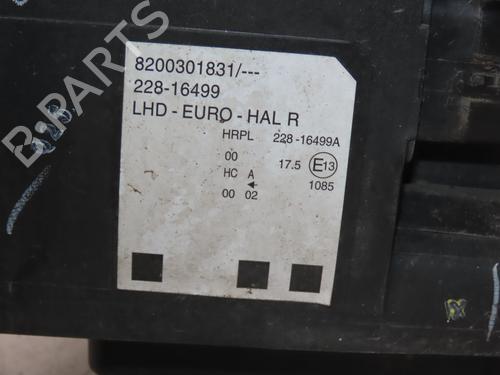 8200301831/---
228-16499
LHD - EURO - HAL R
HRPL 228-16499A
00 17.5 E13
HC A 1085
00 02
B-PARTS